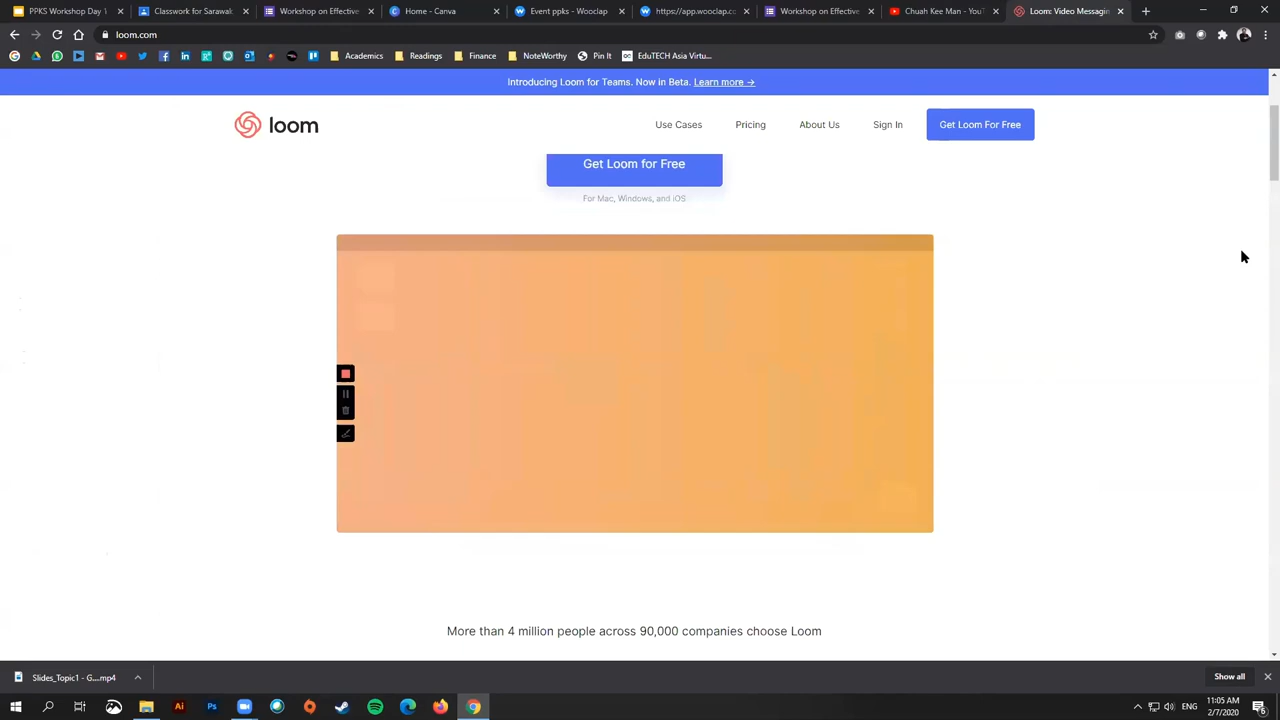 PPKS Workshop Day 1
Classwork for Sarawak
Workshop on Effective
Home - Canva
Event ppks - Wooclap
https://app.wooclap.co
Workshop on Effective
Chuah Kee Man - YouT
Loom: Video Messagin
loom.com
Academics
Readings
Finance
NoteWorthy
Pin It
EduTECH Asia Virtu...
Introducing Loom for Teams. Now in Beta. Learn more →
loom
Use Cases
Pricing
About Us
Sign In
Get Loom For Free
Get Loom for Free
For Mac, Windows, and iOS
More than 4 million people across 90,000 companies choose Loom
Slides_Topic1 - G....mp4
Show all
Ai
Ps
ENG
11:05 AM
2/7/2020
6